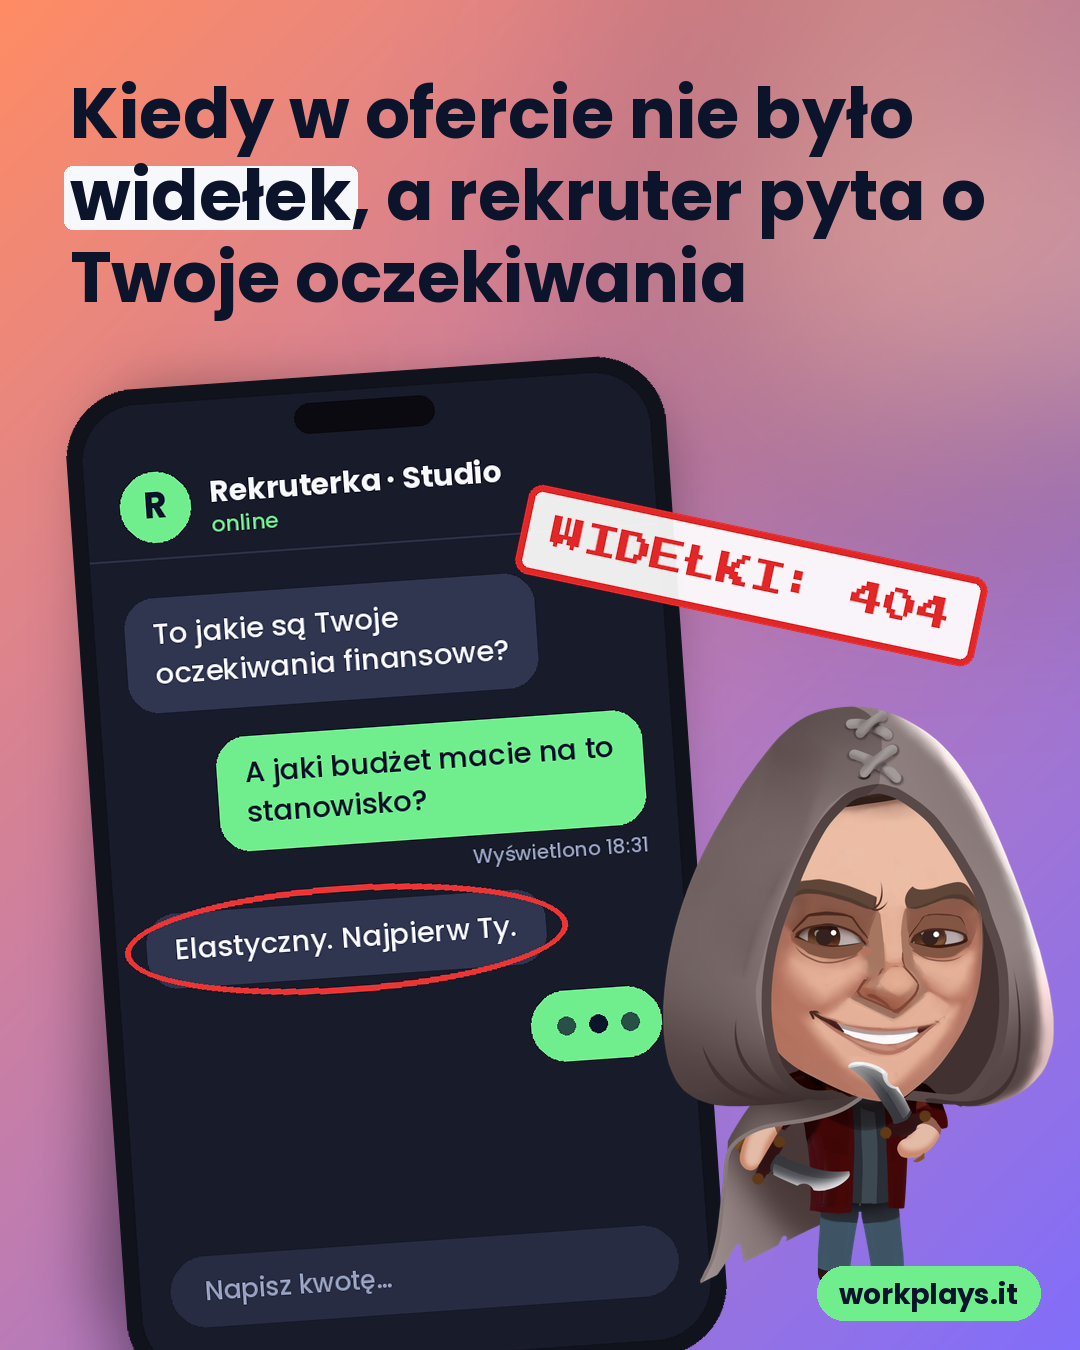 Kiedy w ofercie nie było
widełek, a rekruter pyta o
Twoje oczekiwania
R
Rekruterka · Studio
online
WIDEŁKI: 404
To jakie są Twoje
oczekiwania finansowe?
A jaki budżet macie na to
stanowisko?
Wyświetlono 18:31
Elastyczny. Najpierw Ty.
Napisz kwotę...
workplays.it